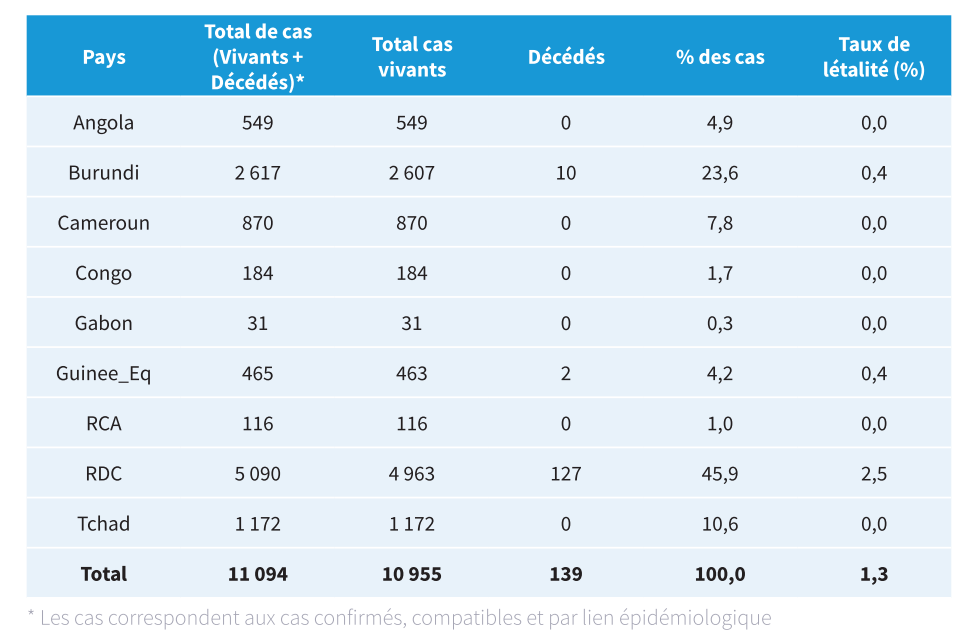 Pays Total de cas (Vivants + Décédés)* Total cas vivants Décédés % des cas Taux de létalité (%)
Angola 549 549 0 4,9 0,0
Burundi 2 617 2 607 10 23,6 0,4
Cameroun 870 870 0 7,8 0,0
Congo 184 184 0 1,7 0,0
Gabon 31 31 0 0,3 0,0
Guinee_Eq 465 463 2 4,2 0,4
RCA 116 116 0 1,0 0,0
RDC 5 090 4 963 127 45,9 2,5
Tchad 1 172 1 172 0 10,6 0,0
Total 11 094 10 955 139 100,0 1,3
* Les cas correspondent aux cas confirmés, compatibles et par lien épidémiologique